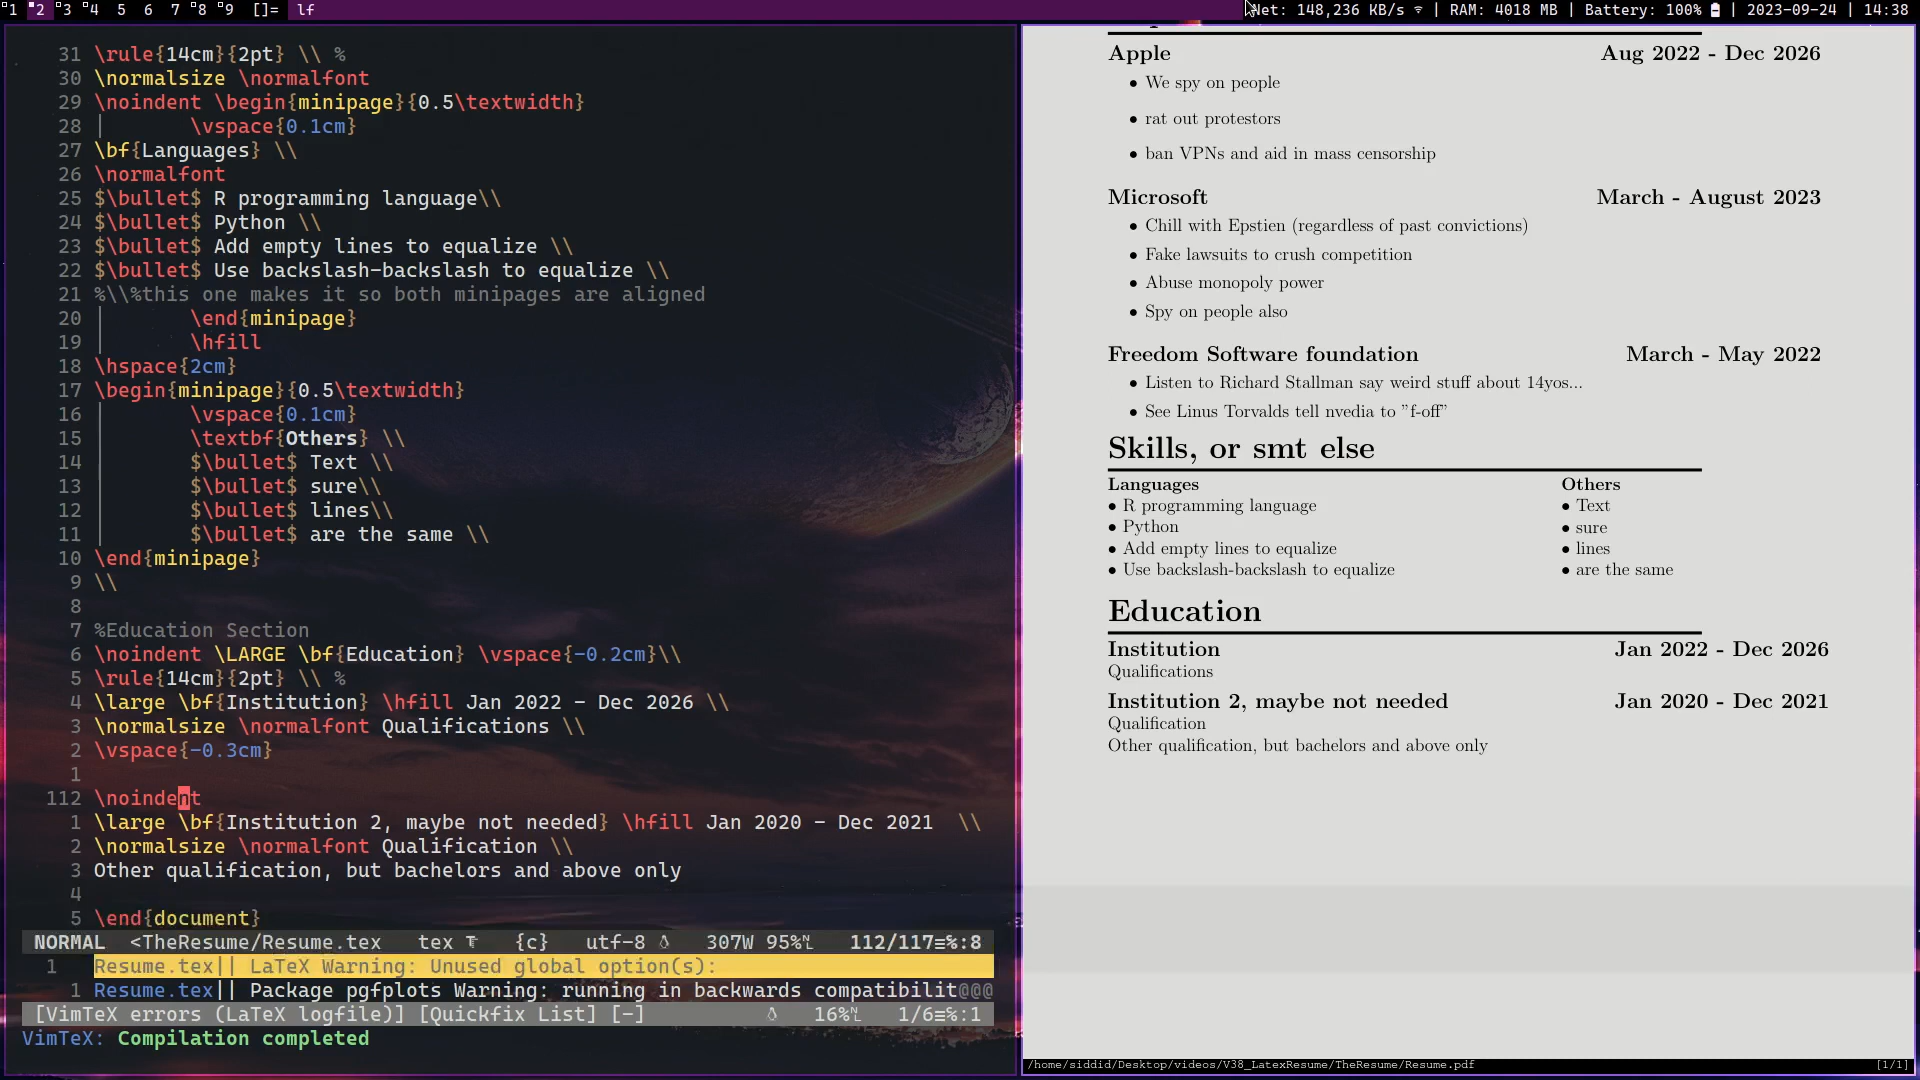 1 2 3 4 5 6 7 8 9 []= lf
Net: 148,236 KB/s | RAM: 4018 MB | Battery: 100% | 2023-09-24 | 14:38
31 \rule{14cm}{2pt} \\ %
30 \normalsize \normalfont
29 \noindent \begin{minipage}{0.5\textwidth}
28 \vspace{0.1cm}
27 \bf{Languages} \\
26 \normalfont
25 $\bullet$ R programming language\\
24 $\bullet$ Python \\
23 $\bullet$ Add empty lines to equalize \\
22 $\bullet$ Use backslash-backslash to equalize \\
21 %\\%this one makes it so both minipages are aligned
20 \end{minipage}
19 \hfill
18 \hspace{2cm}
17 \begin{minipage}{0.5\textwidth}
16 \vspace{0.1cm}
15 \textbf{Others} \\
14 $\bullet$ Text \\
13 $\bullet$ sure\\
12 $\bullet$ lines\\
11 $\bullet$ are the same \\
10 \end{minipage}
9 \\
8
7 %Education Section
6 \noindent \LARGE \bf{Education} \vspace{-0.2cm}\\
5 \rule{14cm}{2pt} \\ %
4 \large \bf{Institution} \hfill Jan 2022 - Dec 2026 \\
3 \normalsize \normalfont Qualifications \\
2 \vspace{-0.3cm}
1
112 \noindent
1 \large \bf{Institution 2, maybe not needed} \hfill Jan 2020 - Dec 2021 \\
2 \normalsize \normalfont Qualification \\
3 Other qualification, but bachelors and above only
4
5 \end{document}
NORMAL <TheResume/Resume.tex tex {c} utf-8 307W 95% 112/117≡%:8
1 Resume.tex|| LaTeX Warning: Unused global option(s):
1 Resume.tex|| Package pgfplots Warning: running in backwards compatibilit@@@
[VimTeX errors (LaTeX logfile)] [Quickfix List] [-] 16% 1/6≡%:1
VimTeX: Compilation completed
Apple Aug 2022 - Dec 2026
• We spy on people
• rat out protestors
• ban VPNs and aid in mass censorship
Microsoft March - August 2023
• Chill with Epstien (regardless of past convictions)
• Fake lawsuits to crush competition
• Abuse monopoly power
• Spy on people also
Freedom Software foundation March - May 2022
• Listen to Richard Stallman say weird stuff about 14yos...
• See Linus Torvalds tell nvedia to ”f-off”
Skills, or smt else
Languages Others
• R programming language • Text
• Python • sure
• Add empty lines to equalize • lines
• Use backslash-backslash to equalize • are the same
Education
Institution Jan 2022 - Dec 2026
Qualifications
Institution 2, maybe not needed Jan 2020 - Dec 2021
Qualification
Other qualification, but bachelors and above only
/home/siddid/Desktop/videos/V38_LatexResume/TheResume/Resume.pdf [1/1]